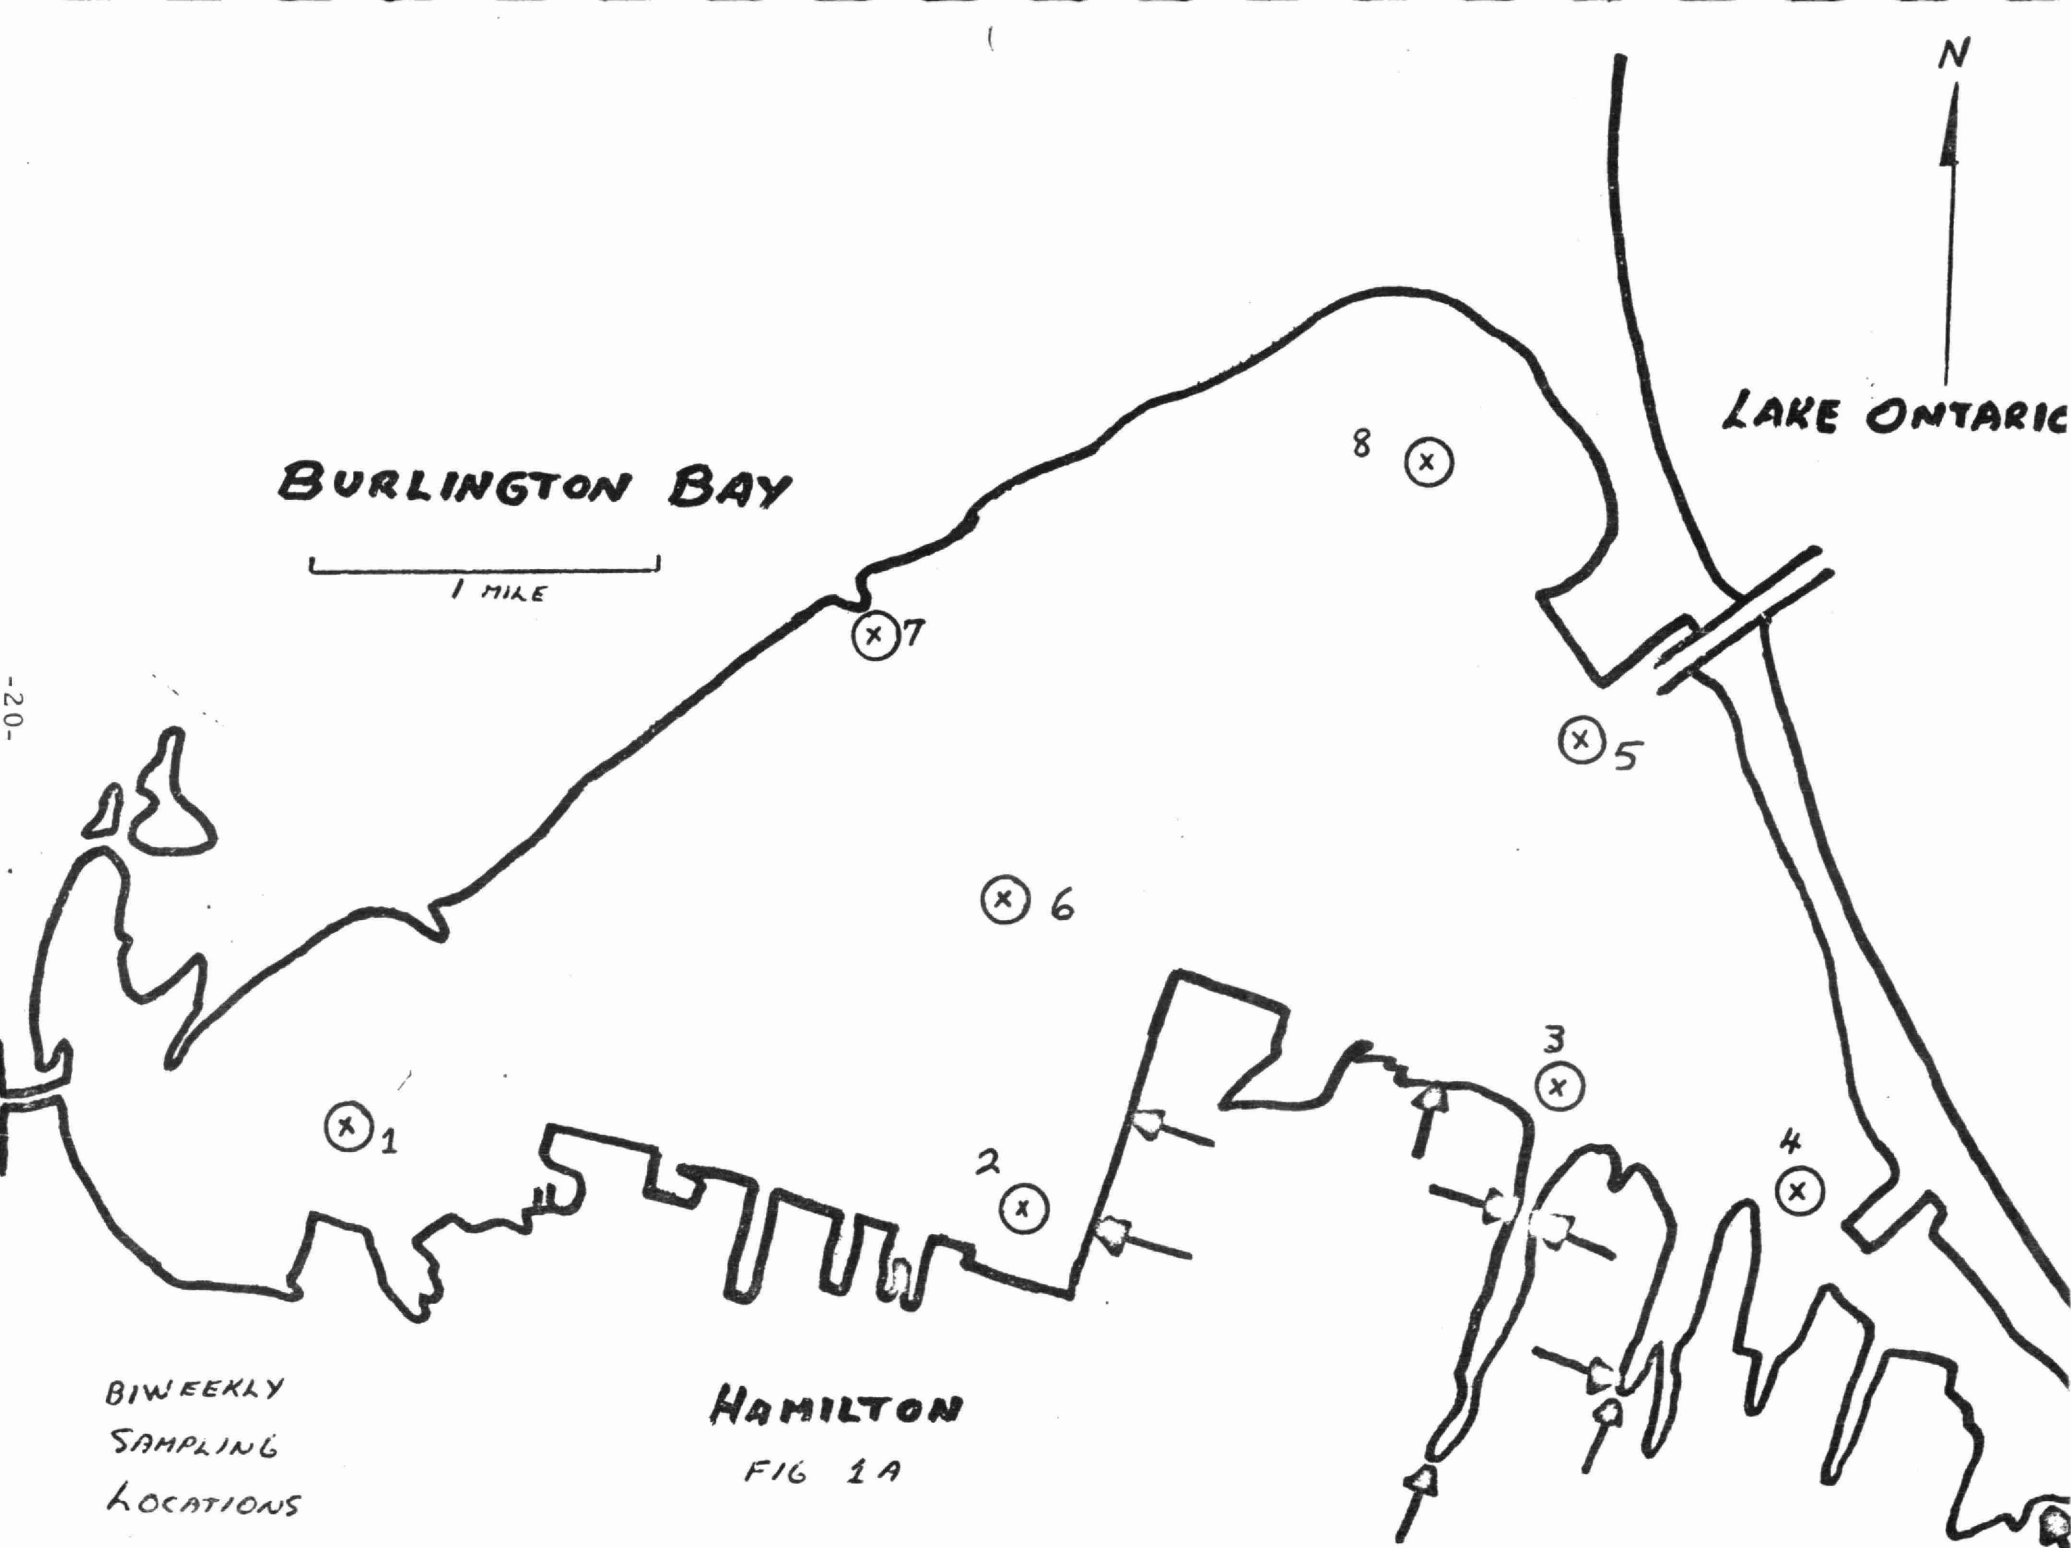 N
LAKE ONTARIO
8
BURLINGTON BAY
1 MILE
7
-20-
5
6
3
1
2
4
BIWEEKLY
SAMPLING
LOCATIONS
HAMILTON
FIG 1A